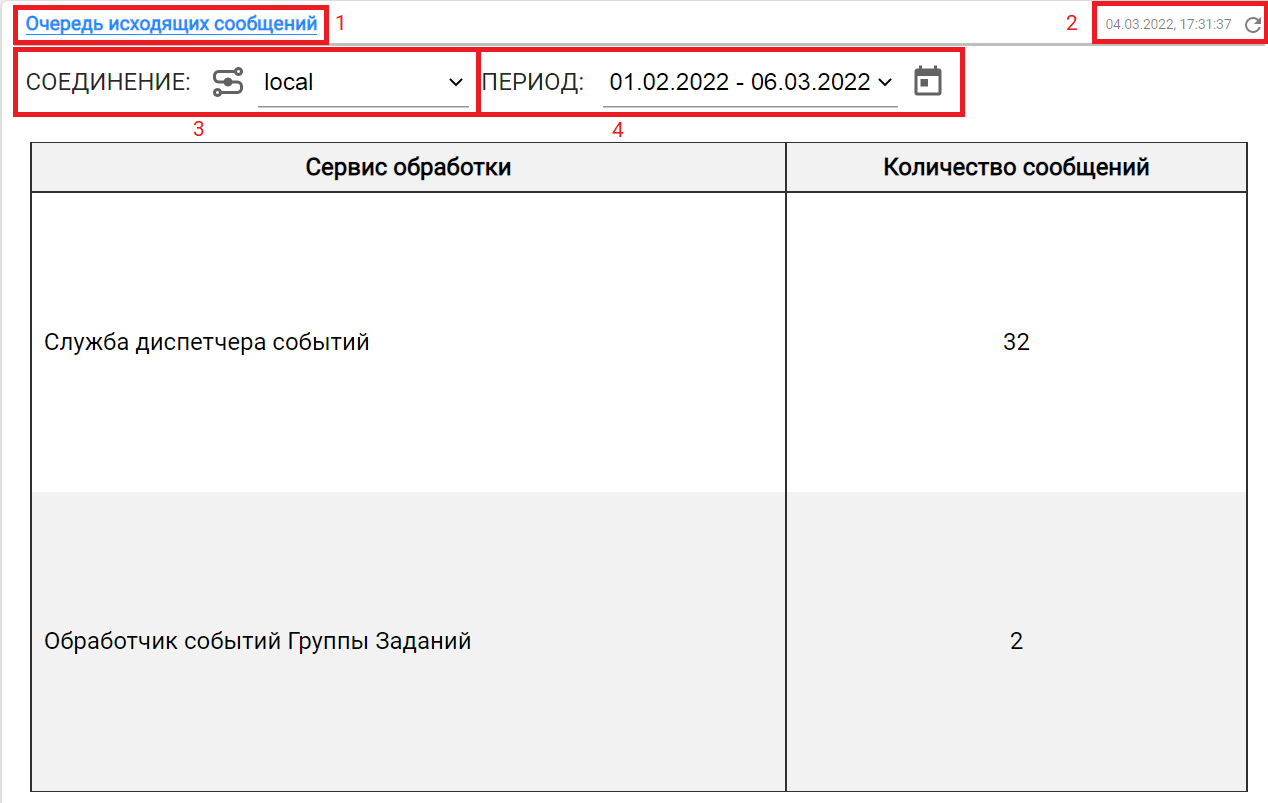 Очередь исходящих сообщений 1 2 04.03.2022, 17:31:37
СОЕДИНЕНИЕ: local ПЕРИОД: 01.02.2022 - 06.03.2022
3 4
Сервис обработки Количество сообщений
Служба диспетчера событий 32
Обработчик событий Группы Заданий 2